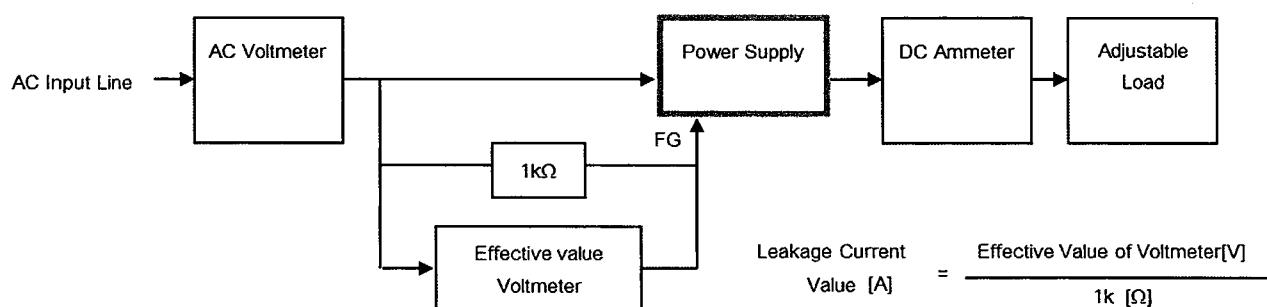 AC Input Line
AC Voltmeter
Power Supply
DC Ammeter
Adjustable
Load
FG
1kΩ
Effective value
Voltmeter
Leakage Current
Value [A]
=
Effective Value of Voltmeter[V]
1k [Ω]